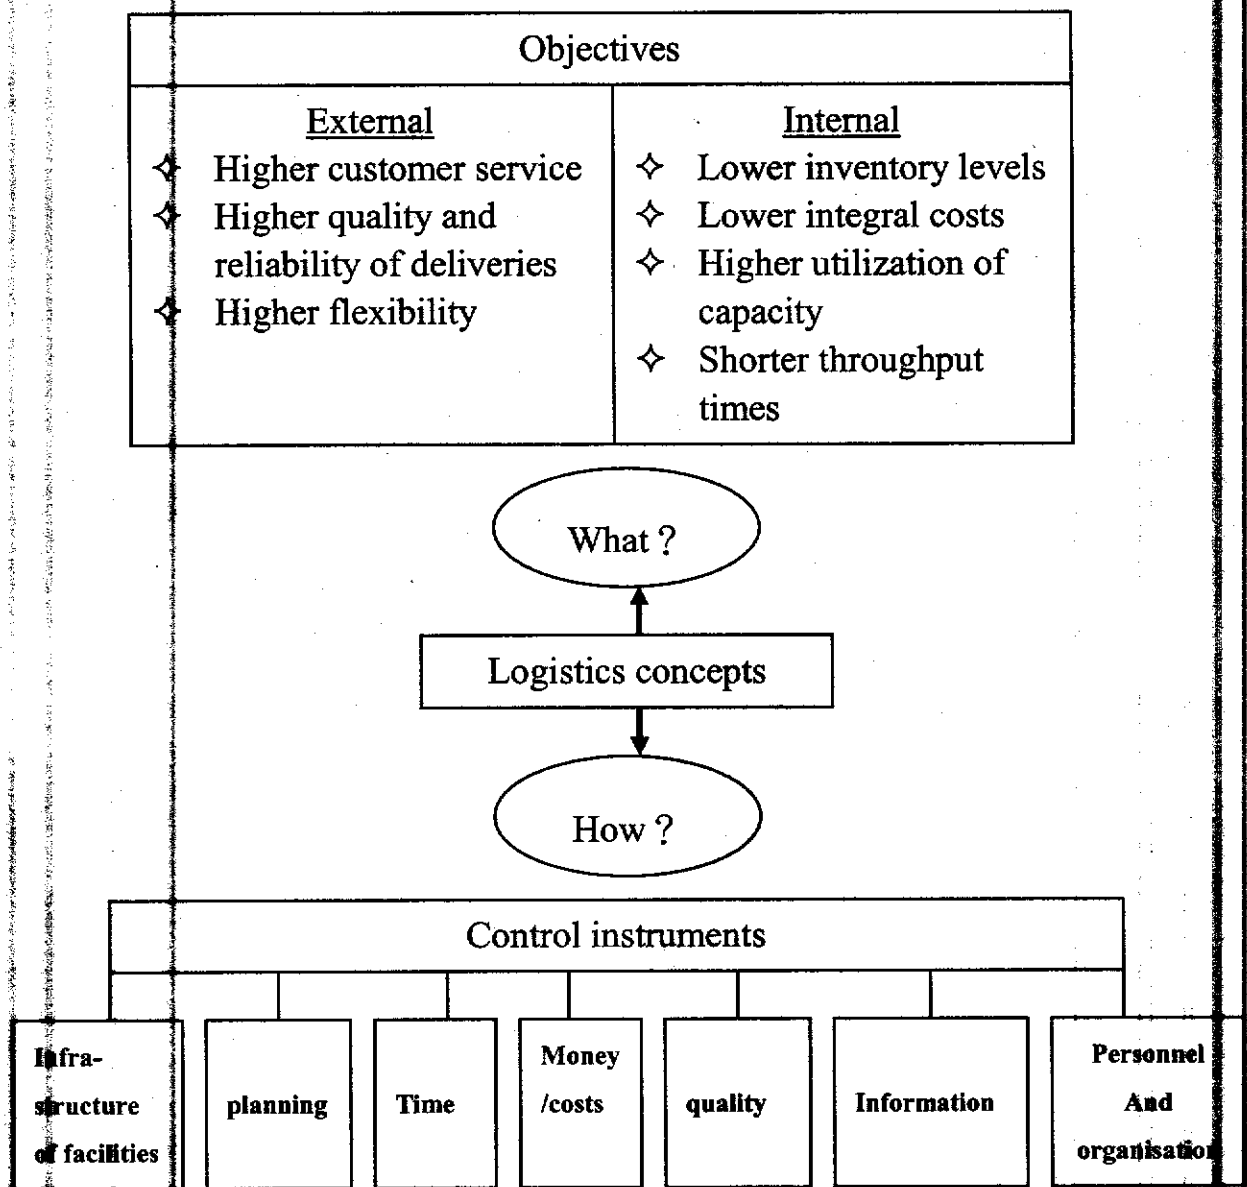 Objectives
External
✧ Higher customer service
✧ Higher quality and
reliability of deliveries
✧ Higher flexibility
Internal
✧ Lower inventory levels
✧ Lower integral costs
✧ Higher utilization of
capacity
✧ Shorter throughput
times
What ?
Logistics concepts
How ?
Control instruments
Infra-
structure
of facilities
planning
Time
Money
/costs
quality
Information
Personnel
And
organisation